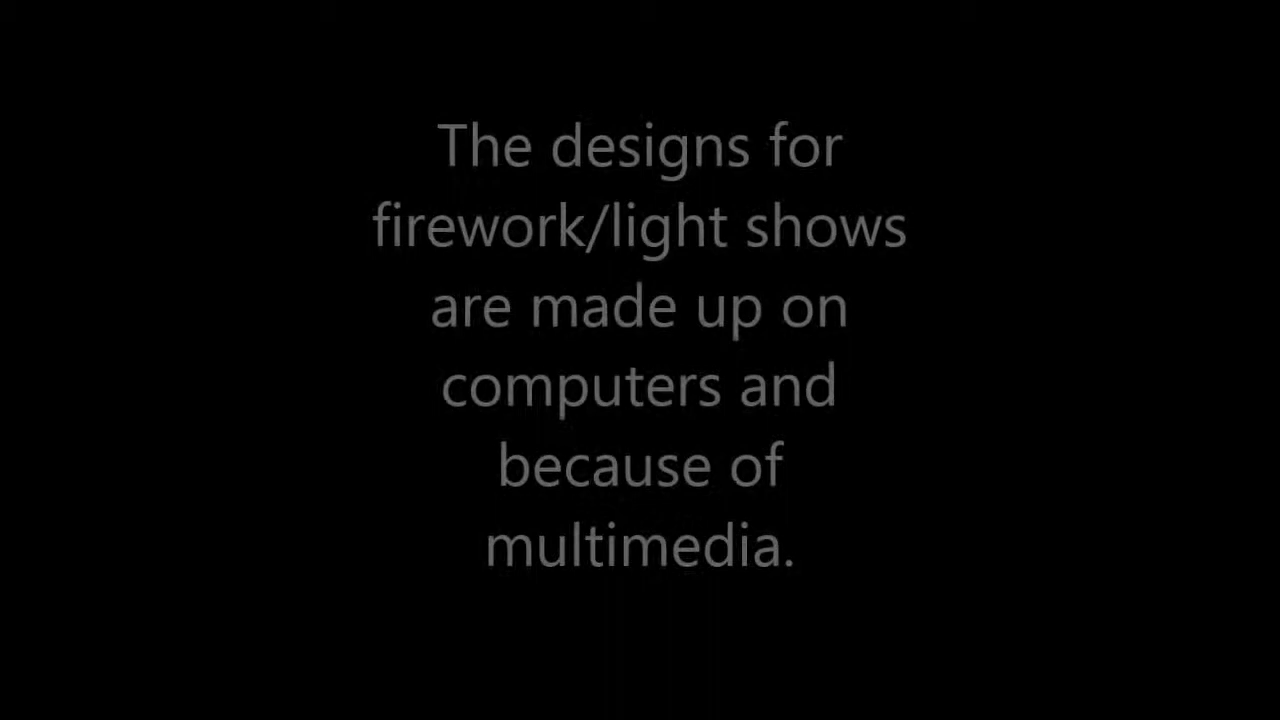 The designs for
firework/light shows
are made up on
computers and
because of
multimedia.